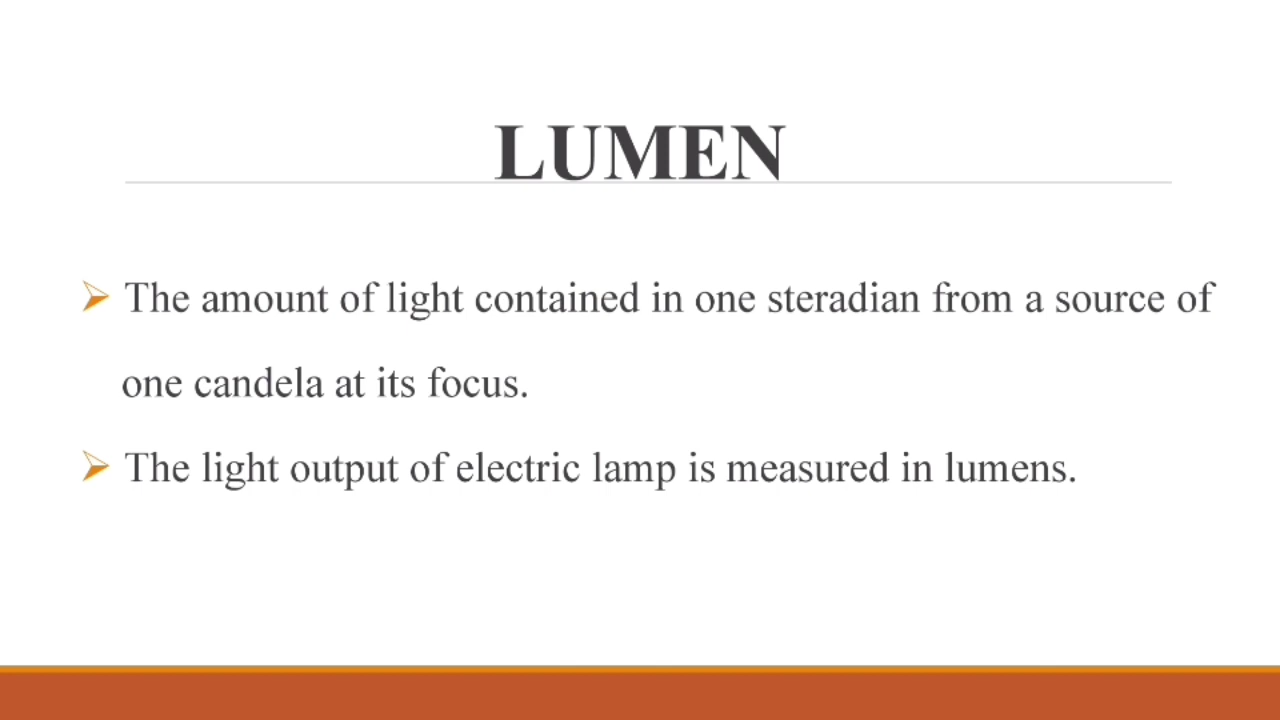 LUMEN
The amount of light contained in one steradian from a source of
one candela at its focus.
The light output of electric lamp is measured in lumens.